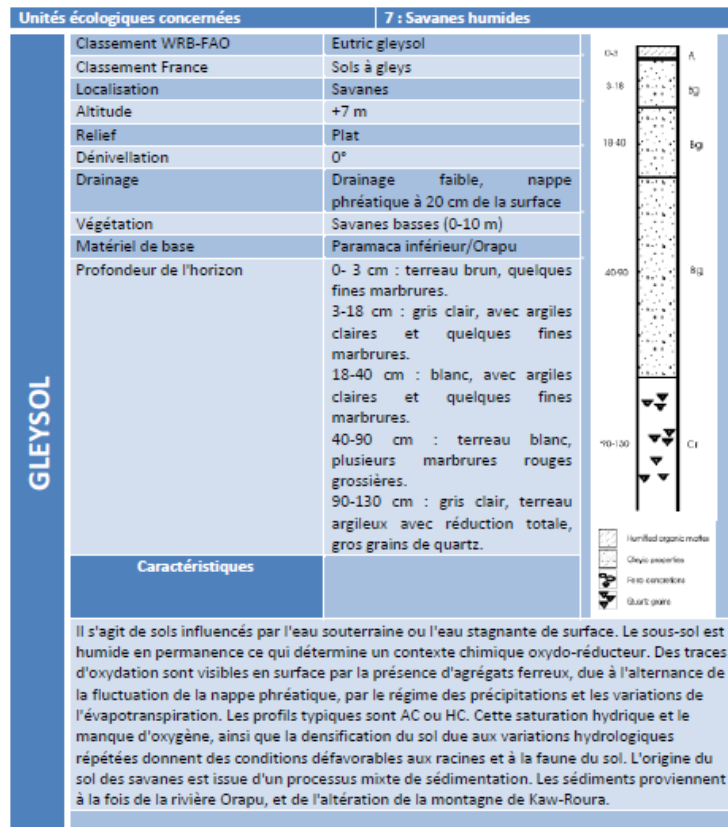 Unités écologiques concernées
7 : Savanes humides
GLEYSOL
Classement WRB-FAO
Eutric gleysol
Classement France
Sols à gleys
Localisation
Savanes
Altitude
+7 m
Relief
Plat
Dénivellation
0°
Drainage
Drainage faible, nappe
phréatique à 20 cm de la surface
Végétation
Savanes basses (0-10 m)
Matériel de base
Paramaca inférieur/Orapu
Profondeur de l'horizon
0- 3 cm : terreau brun, quelques
fines marbrures.
3-18 cm : gris clair, avec argiles
claires et quelques fines
marbrures.
18-40 cm : blanc, avec argiles
claires et quelques fines
marbrures.
40-90 cm : terreau blanc,
plusieurs marbrures rouges
grossières.
90-130 cm : gris clair, terreau
argileux avec réduction totale,
gros grains de quartz.
0-3 A
3-18
18-40 Bg
40-90 Bg
90-130 Cr
Humified organic matter
Gleyic properties
Ferro concretions
Quartz grains
Caractéristiques
Il s'agit de sols influencés par l'eau souterraine ou l'eau stagnante de surface. Le sous-sol est
humide en permanence ce qui détermine un contexte chimique oxydo-réducteur. Des traces
d'oxydation sont visibles en surface par la présence d'agrégats ferreux, due à l'alternance de
la fluctuation de la nappe phréatique, par le régime des précipitations et les variations de
l'évapotranspiration. Les profils typiques sont AC ou HC. Cette saturation hydrique et le
manque d'oxygène, ainsi que la densification du sol due aux variations hydrologiques
répétées donnent des conditions défavorables aux racines et à la faune du sol. L'origine du
sol des savanes est issue d'un processus mixte de sédimentation. Les sédiments proviennent
à la fois de la rivière Orapu, et de l'altération de la montagne de Kaw-Roura.